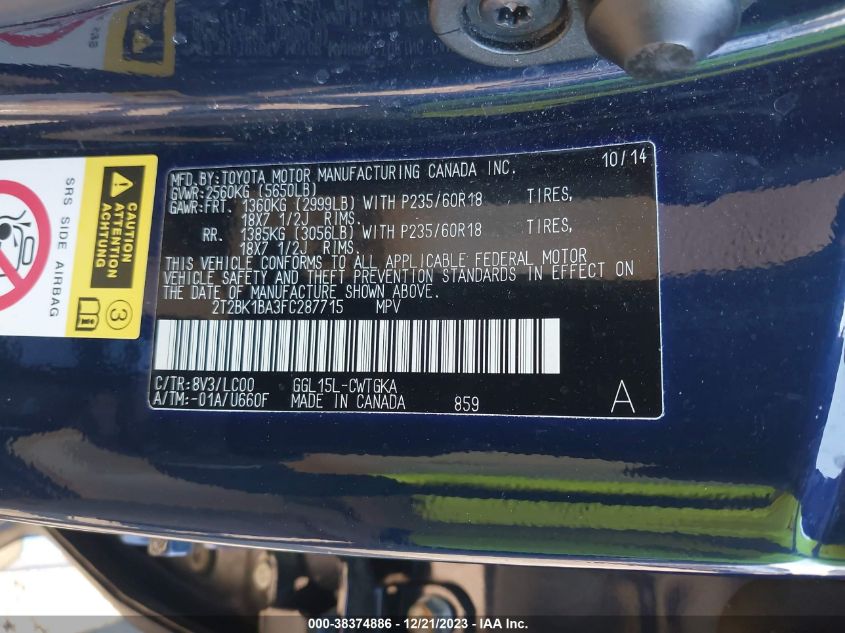 MFD.BY:TOYOTA MOTOR MANUFACTURING CANADA INC. 10/14
GVWR:2560KG (5650LB)
GAWR:FRT. 1360KG (2999LB) WITH P235/60R18 TIRES,
18X7 1/2J RIMS.
RR. 1385KG (3056LB) WITH P235/60R18 TIRES,
18X7 1/2J RIMS.
THIS VEHICLE CONFORMS TO ALL APPLICABLE FEDERAL MOTOR
VEHICLE SAFETY AND THEFT PREVENTION STANDARDS IN EFFECT ON
THE DATE OF MANUFACTURE SHOWN ABOVE.
2T2BK1BA3FC287715 MPV
C/TR:8V3/LC00 GGL15L-CWTGKA
A/TM:-01A/U660F MADE IN CANADA 859 A
SRS SIDE AIRBAG
CAUTION
ATTENTION
3
000-38374886 - 12/21/2023 - IAA Inc.